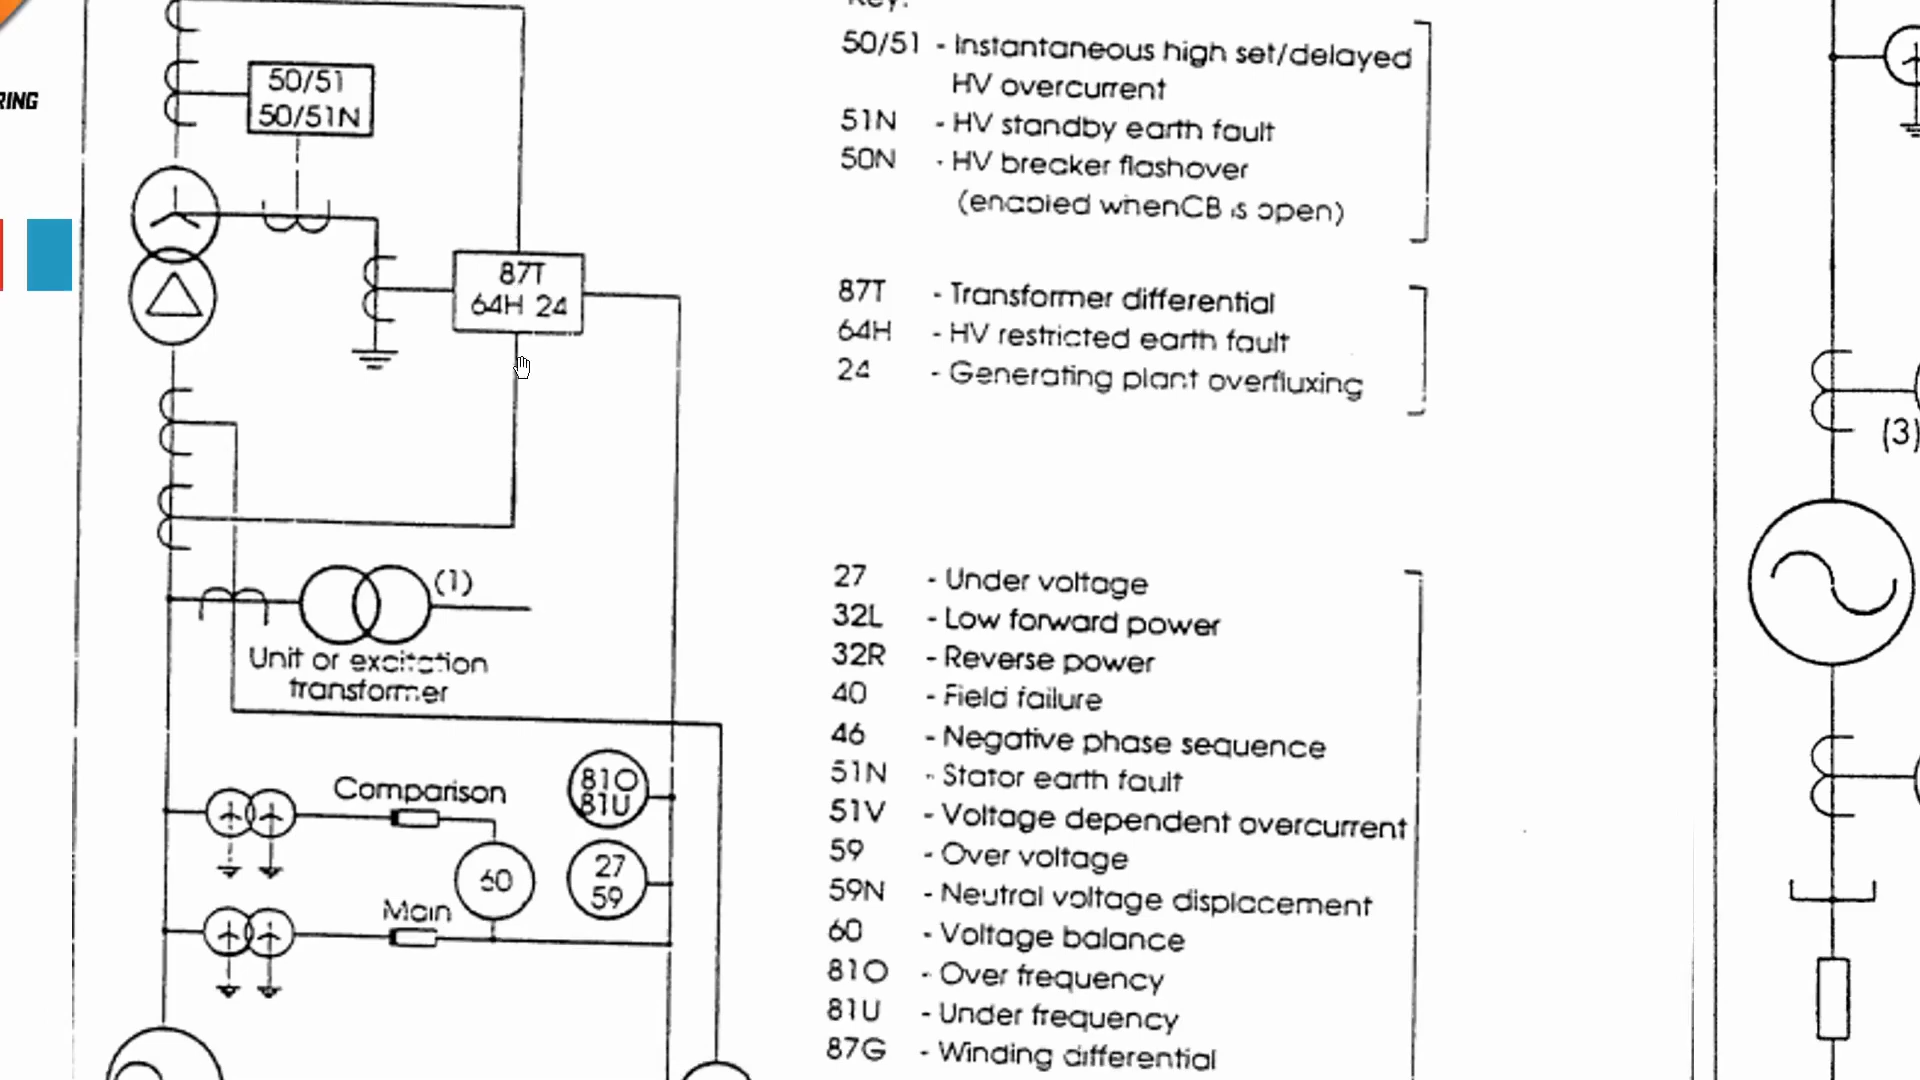 RING
50/51
50/51N
87T
64H 24
(1)
Unit or excitation
transformer
Comparison
81O
81U
60
27
59
Main
Key:
50/51 - Instantaneous high set/delayed
HV overcurrent
51N - HV standby earth fault
50N - HV breaker flashover
(enabled when CB is open)
87T - Transformer differential
64H - HV restricted earth fault
24 - Generating plant overfluxing
27 - Under voltage
32L - Low forward power
32R - Reverse power
40 - Field failure
46 - Negative phase sequence
51N - Stator earth fault
51V - Voltage dependent overcurrent
59 - Over voltage
59N - Neutral voltage displacement
60 - Voltage balance
81O - Over frequency
81U - Under frequency
87G - Winding differential
(3)